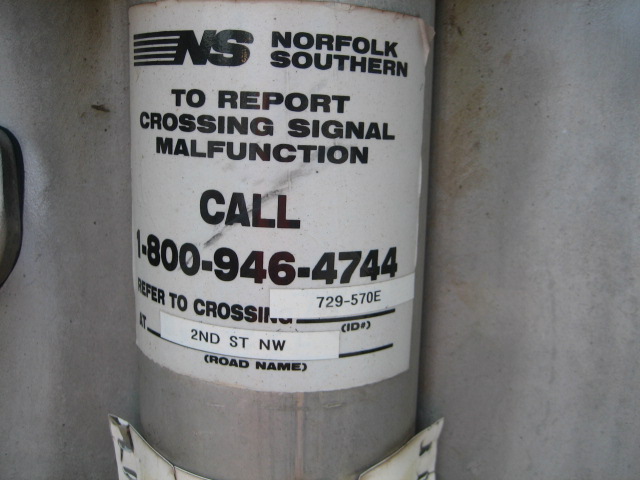 NS NORFOLK
SOUTHERN
TO REPORT
CROSSING SIGNAL
MALFUNCTION
CALL
1-800-946-4744
REFER TO CROSSING 729-570E
(ID#)
AT 2ND ST NW
(ROAD NAME)